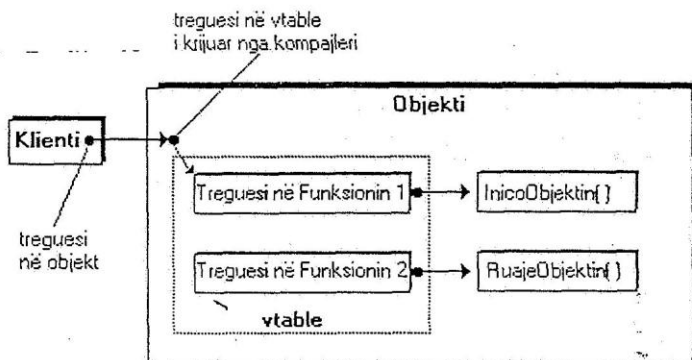 treguesi në vtable
i krijuar nga kompajleri
Objekti
Klienti
Treguesi në Funksionin 1
InicoObjektin()
treguesi
në objekt
Treguesi në Funksionin 2
RuajeObjektin()
vtable